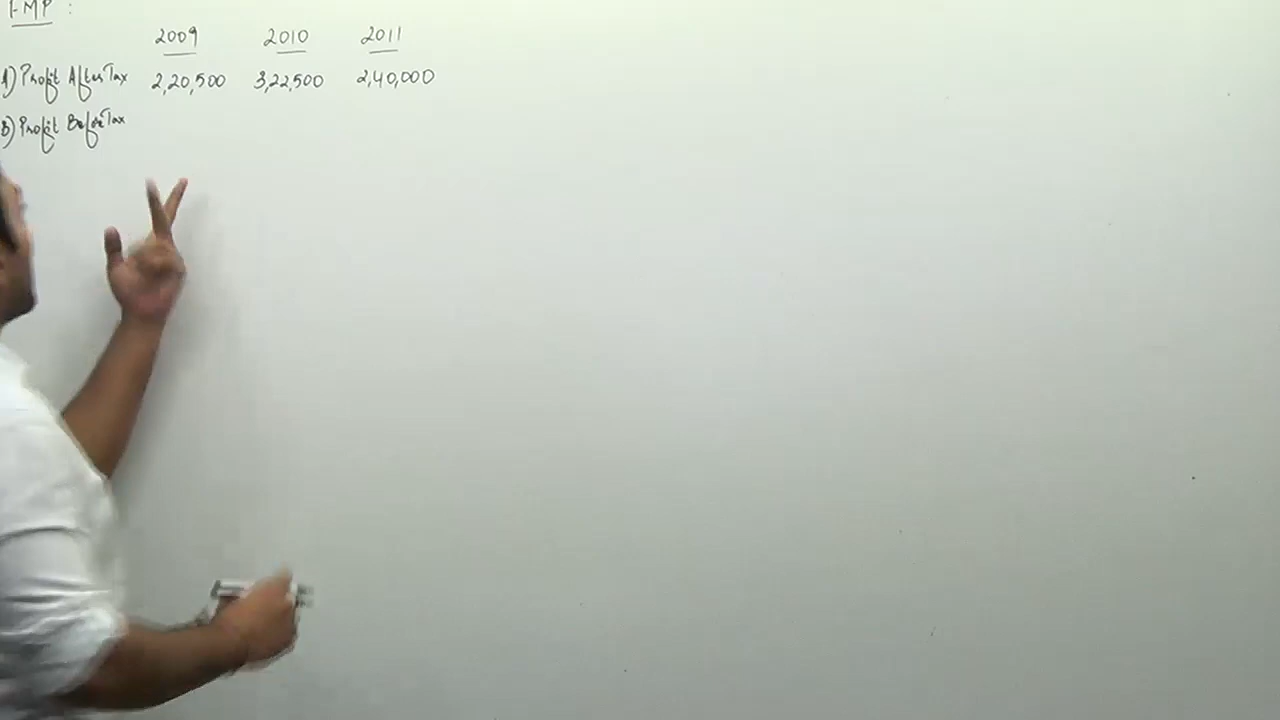 FMP :
2009 2010 2011
A) Profit After Tax 2,20,500 3,22,500 2,40,000
B) Profit Before Tax